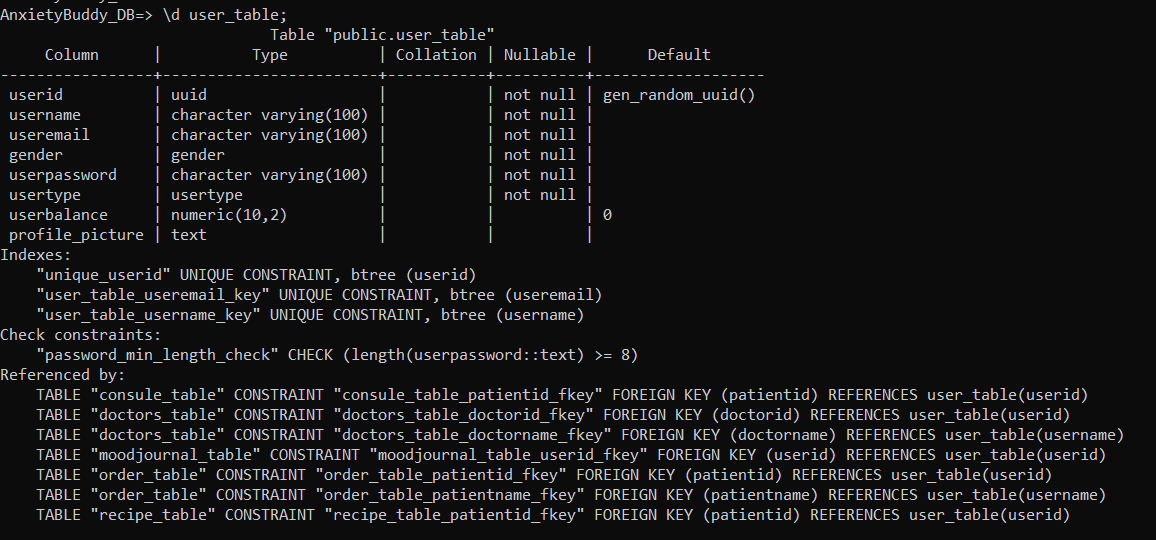 AnxietyBuddy_DB=> \d user_table;
                              Table "public.user_table"
     Column      |          Type          | Collation | Nullable |      Default
-----------------+------------------------+-----------+----------+-------------------
 userid          | uuid                   |           | not null | gen_random_uuid()
 username        | character varying(100) |           | not null |
 useremail       | character varying(100) |           | not null |
 gender          | gender                 |           | not null |
 userpassword    | character varying(100) |           | not null |
 usertype        | usertype               |           | not null |
 userbalance     | numeric(10,2)          |           |          | 0
 profile_picture | text                   |           |          |
Indexes:
    "unique_userid" UNIQUE CONSTRAINT, btree (userid)
    "user_table_useremail_key" UNIQUE CONSTRAINT, btree (useremail)
    "user_table_username_key" UNIQUE CONSTRAINT, btree (username)
Check constraints:
    "password_min_length_check" CHECK (length(userpassword::text) >= 8)
Referenced by:
    TABLE "consule_table" CONSTRAINT "consule_table_patientid_fkey" FOREIGN KEY (patientid) REFERENCES user_table(userid)
    TABLE "doctors_table" CONSTRAINT "doctors_table_doctorid_fkey" FOREIGN KEY (doctorid) REFERENCES user_table(userid)
    TABLE "doctors_table" CONSTRAINT "doctors_table_doctorname_fkey" FOREIGN KEY (doctorname) REFERENCES user_table(username)
    TABLE "moodjournal_table" CONSTRAINT "moodjournal_table_userid_fkey" FOREIGN KEY (userid) REFERENCES user_table(userid)
    TABLE "order_table" CONSTRAINT "order_table_patientid_fkey" FOREIGN KEY (patientid) REFERENCES user_table(userid)
    TABLE "order_table" CONSTRAINT "order_table_patientname_fkey" FOREIGN KEY (patientname) REFERENCES user_table(username)
    TABLE "recipe_table" CONSTRAINT "recipe_table_patientid_fkey" FOREIGN KEY (patientid) REFERENCES user_table(userid)